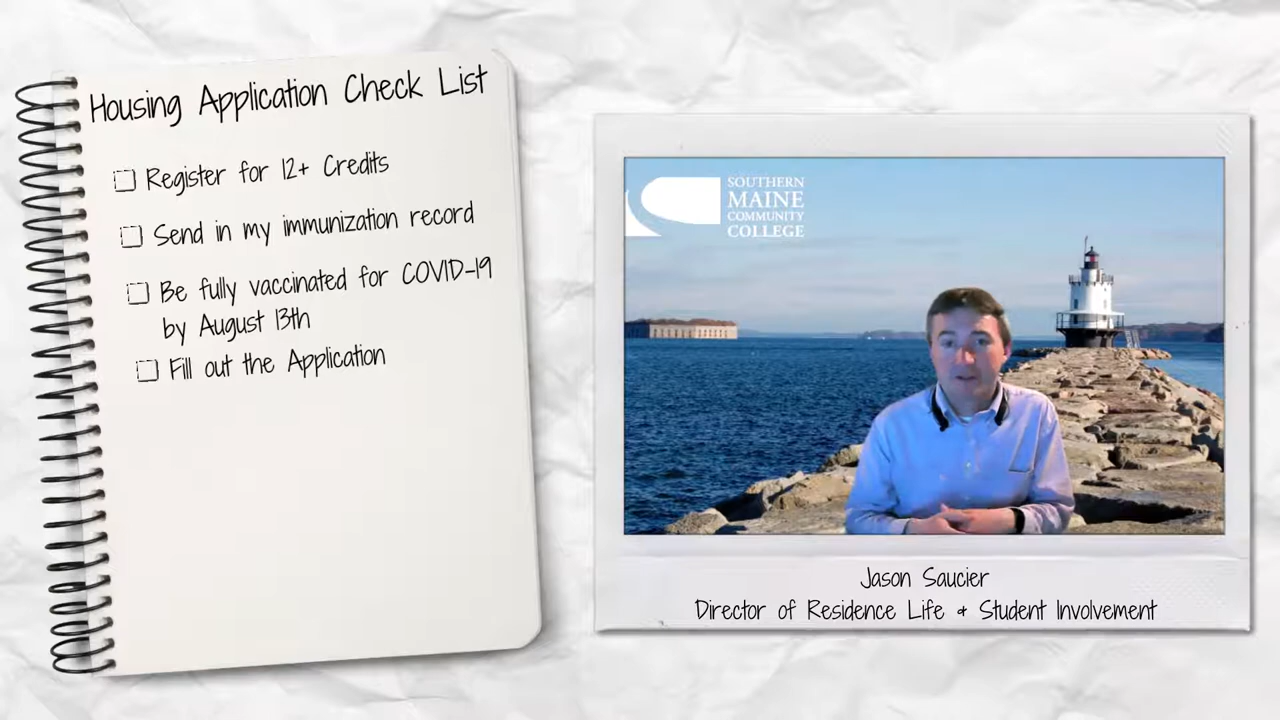 Housing Application Check List
Register for 12+ Credits
Send in my immunization record
Be fully vaccinated for COVID-19
by August 13th
Fill out the Application
SOUTHERN
MAINE
COMMUNITY
COLLEGE
Jason Saucier
Director of Residence Life & Student Involvement